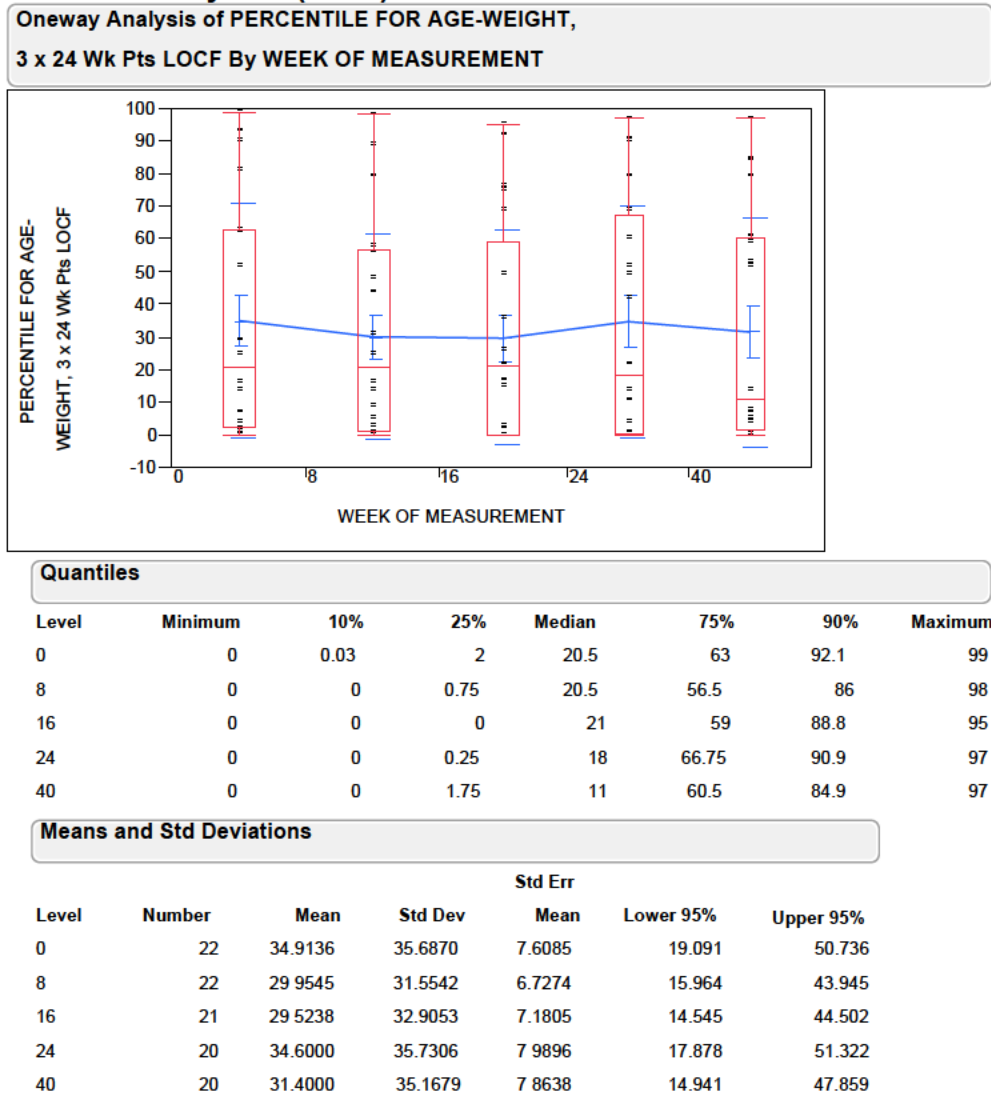 Oneway Analysis of PERCENTILE FOR AGE-WEIGHT,
3 x 24 Wk Pts LOCF By WEEK OF MEASUREMENT
PERCENTILE FOR AGE-
WEIGHT, 3 x 24 Wk Pts LOCF
100
90
80
70
60
50
40
30
20
10
0
-10
0 8 16 24 40
WEEK OF MEASUREMENT
Quantiles
Level Minimum 10% 25% Median 75% 90% Maximum
0 0 0.03 2 20.5 63 92.1 99
8 0 0 0.75 20.5 56.5 86 98
16 0 0 0 21 59 88.8 95
24 0 0 0.25 18 66.75 90.9 97
40 0 0 1.75 11 60.5 84.9 97
Means and Std Deviations
Std Err
Level Number Mean Std Dev Mean Lower 95% Upper 95%
0 22 34.9136 35.6870 7.6085 19.091 50.736
8 22 29 9545 31.5542 6.7274 15.964 43.945
16 21 29 5238 32.9053 7.1805 14.545 44.502
24 20 34.6000 35.7306 7 9896 17.878 51.322
40 20 31.4000 35.1679 7 8638 14.941 47.859